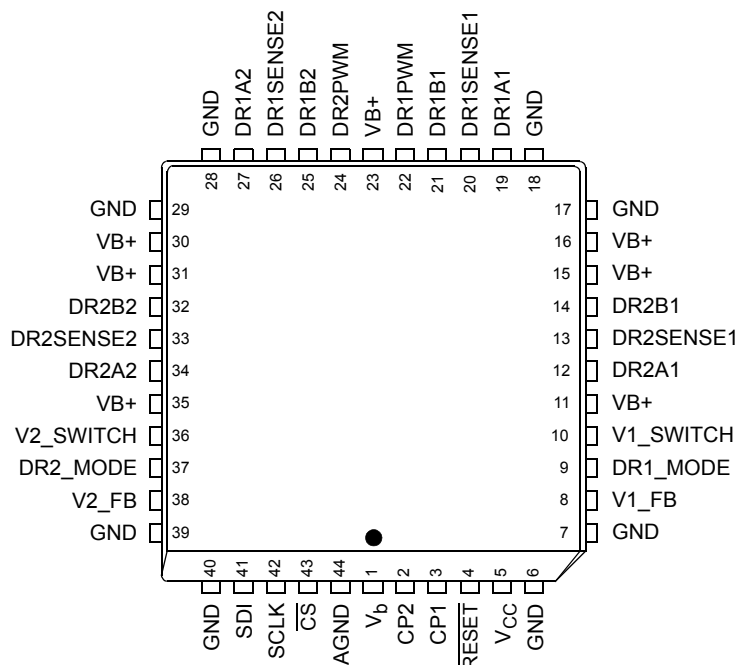 GND
DR1A2
DR1SENSE2
DR1B2
DR2PWM
VB+
DR1PWM
DR1B1
DR1SENSE1
DR1A1
GND
28
27
26
25
24
23
22
21
20
19
18
GND 29
VB+ 30
VB+ 31
DR2B2 32
DR2SENSE2 33
DR2A2 34
VB+ 35
V2_SWITCH 36
DR2_MODE 37
V2_FB 38
GND 39
17 GND
16 VB+
15 VB+
14 DR2B1
13 DR2SENSE1
12 DR2A1
11 VB+
10 V1_SWITCH
9 DR1_MODE
8 V1_FB
7 GND
40
41
42
43
44
1
2
3
4
5
6
GND
SDI
SCLK
CS
AGND
Vb
CP2
CP1
RESET
VCC
GND